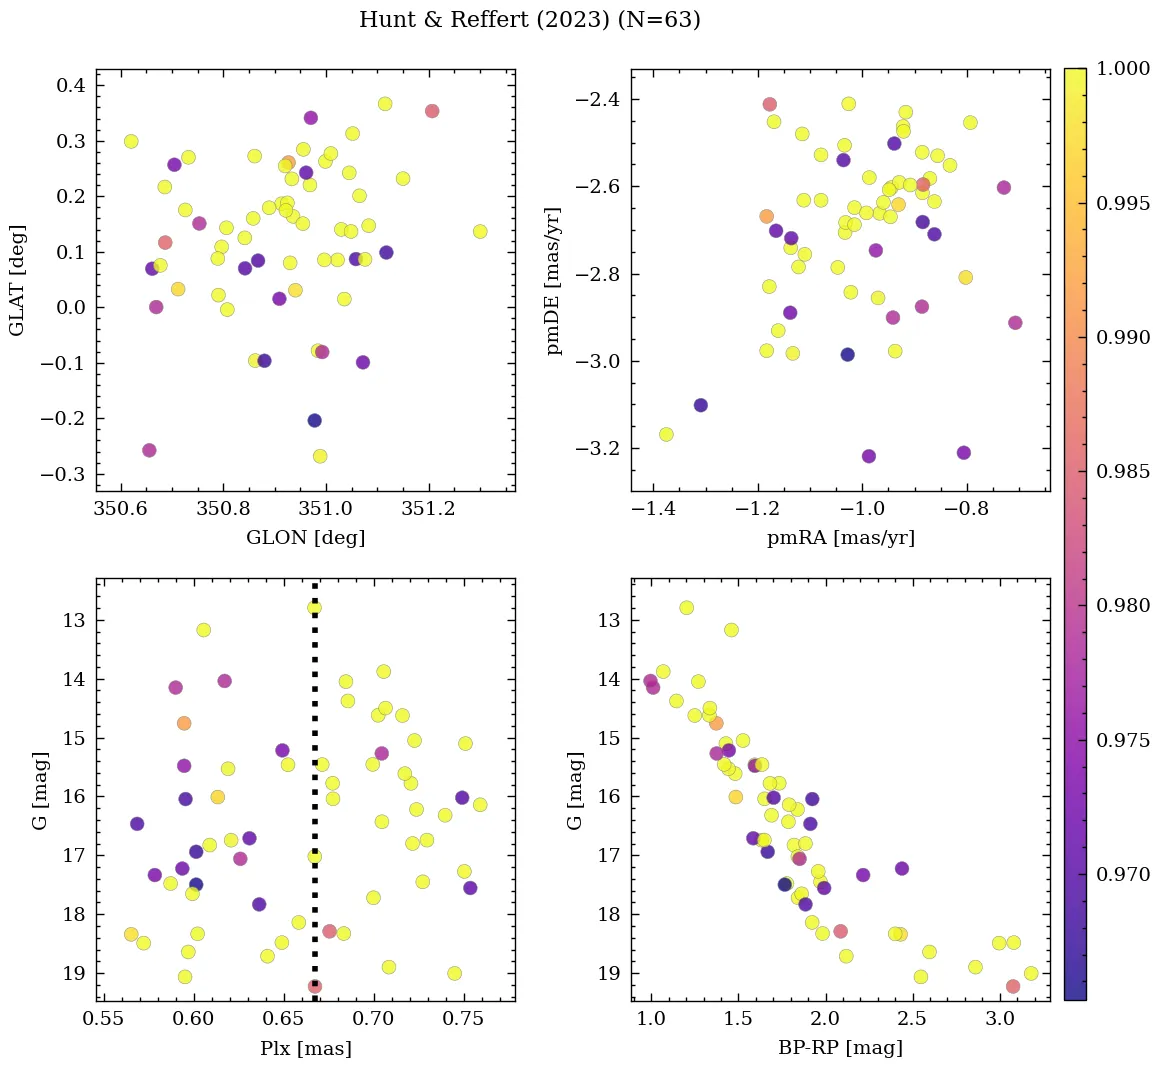 Hunt & Reffert (2023) (N=63)
0.4
0.3
0.2
0.1
0.0
−0.1
−0.2
−0.3
GLAT [deg]
350.6 350.8 351.0 351.2
GLON [deg]
−2.4
−2.6
−2.8
−3.0
−3.2
pmDE [mas/yr]
−1.4 −1.2 −1.0 −0.8
pmRA [mas/yr]
13
14
15
16
17
18
19
G [mag]
0.55 0.60 0.65 0.70 0.75
Plx [mas]
13
14
15
16
17
18
19
G [mag]
1.0 1.5 2.0 2.5 3.0
BP-RP [mag]
1.000
0.995
0.990
0.985
0.980
0.975
0.970